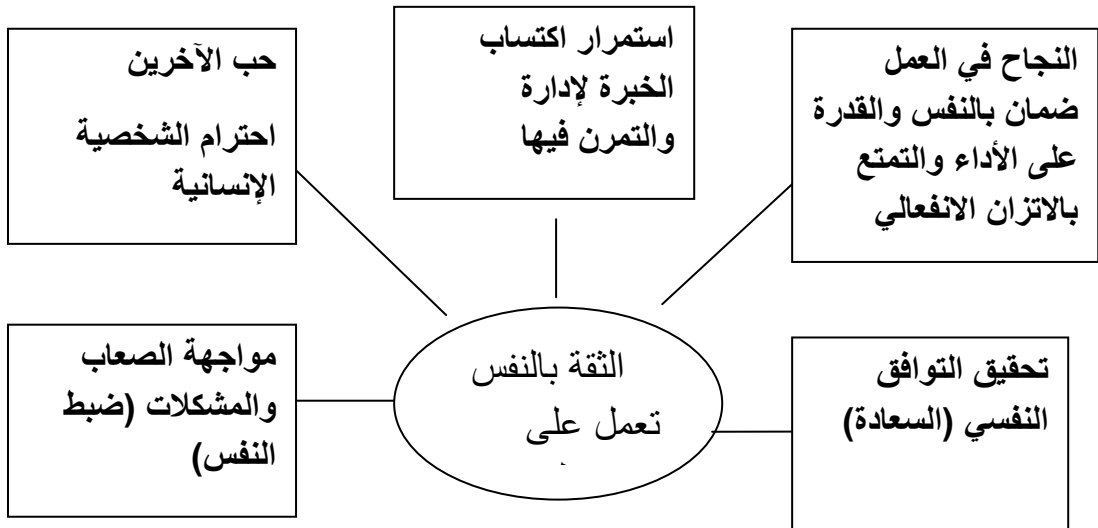 النجاح في العمل
ضمان بالنفس والقدرة
على الأداء والتمتع
بالاتزان الانفعالي
استمرار اكتساب
الخبرة لإدارة
والتمرن فيها
حب الآخرين
احترام الشخصية
الإنسانية
الثقة بالنفس
تعمل على
تحقيق التوافق
النفسي (السعادة)
مواجهة الصعاب
والمشكلات (ضبط
النفس)